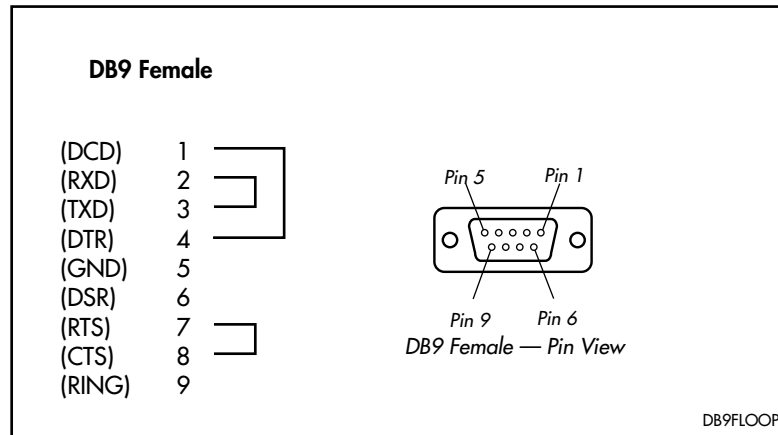 DB9 Female
(DCD) 1
(RXD) 2
(TXD) 3
(DTR) 4
(GND) 5
(DSR) 6
(RTS) 7
(CTS) 8
(RING) 9
Pin 5 Pin 1
Pin 9 Pin 6
DB9 Female — Pin View
DB9FLOOP